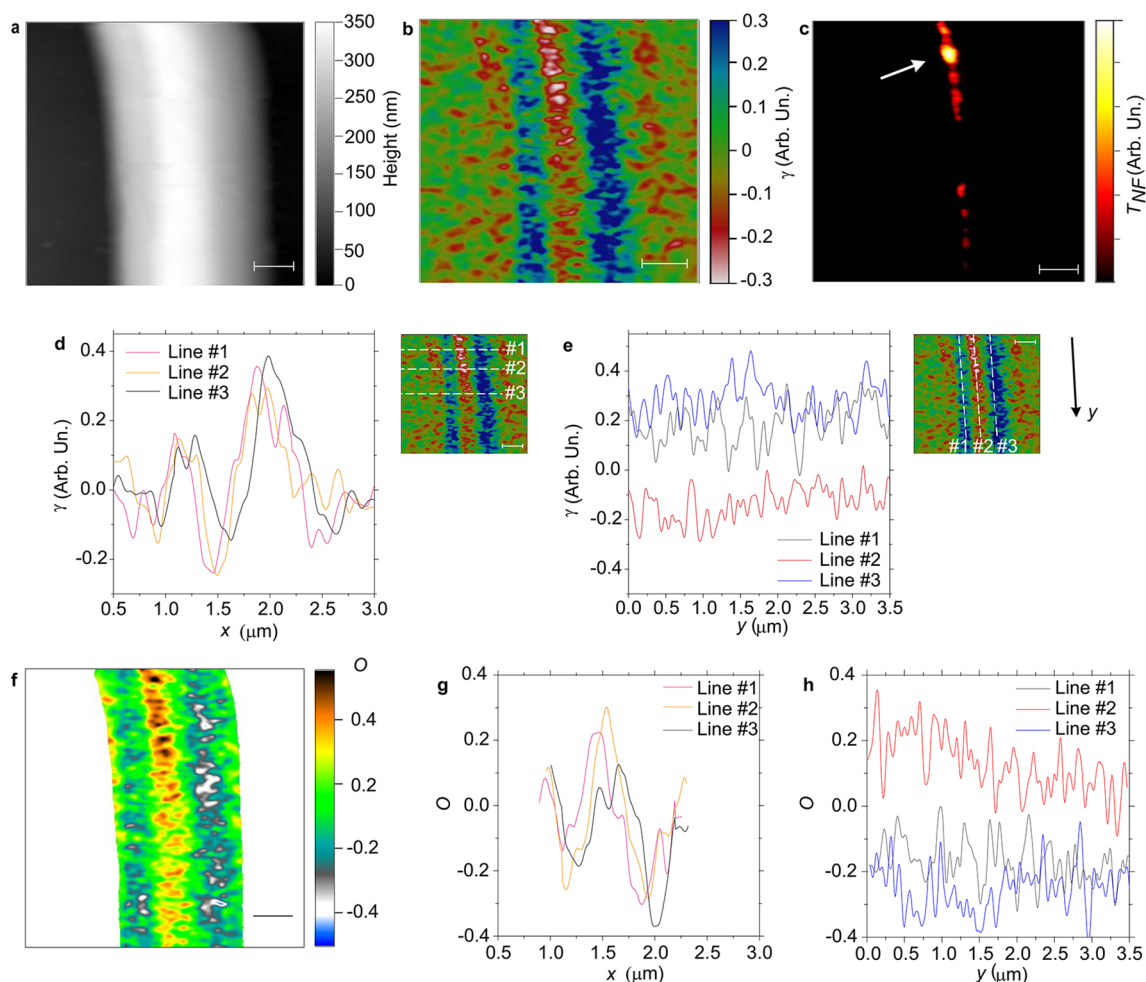 a
350
300
250
200
150
100
50
0
Height (nm)
b
0.3
0.2
0.1
0
-0.1
-0.2
-0.3
γ (Arb. Un.)
c
T_NF (Arb. Un.)
d
Line #1
Line #2
Line #3
0.4
0.2
0.0
-0.2
γ (Arb. Un.)
0.5 1.0 1.5 2.0 2.5 3.0
x (μm)
#1
#2
#3
e
0.4
0.2
0.0
-0.2
-0.4
γ (Arb. Un.)
Line #1
Line #2
Line #3
0.0 0.5 1.0 1.5 2.0 2.5 3.0 3.5
y (μm)
#1 #2 #3
y
f
O
0.4
0.2
0.0
-0.2
-0.4
g
Line #1
Line #2
Line #3
0.4
0.2
0.0
-0.2
-0.4
O
0.5 1.0 1.5 2.0 2.5 3.0
x (μm)
h
Line #1
Line #2
Line #3
0.4
0.2
0.0
-0.2
-0.4
O
0.0 0.5 1.0 1.5 2.0 2.5 3.0 3.5
y (μm)